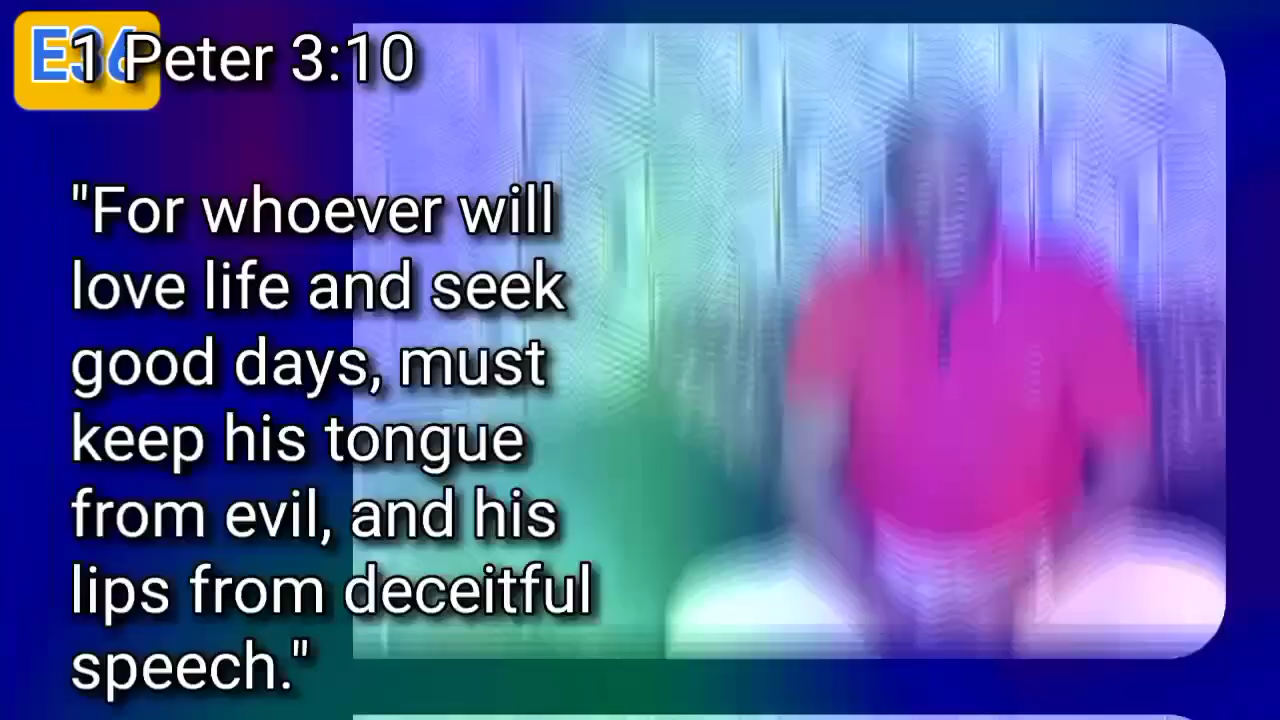 E36
1 Peter 3:10
"For whoever will
love life and seek
good days, must
keep his tongue
from evil, and his
lips from deceitful
speech."